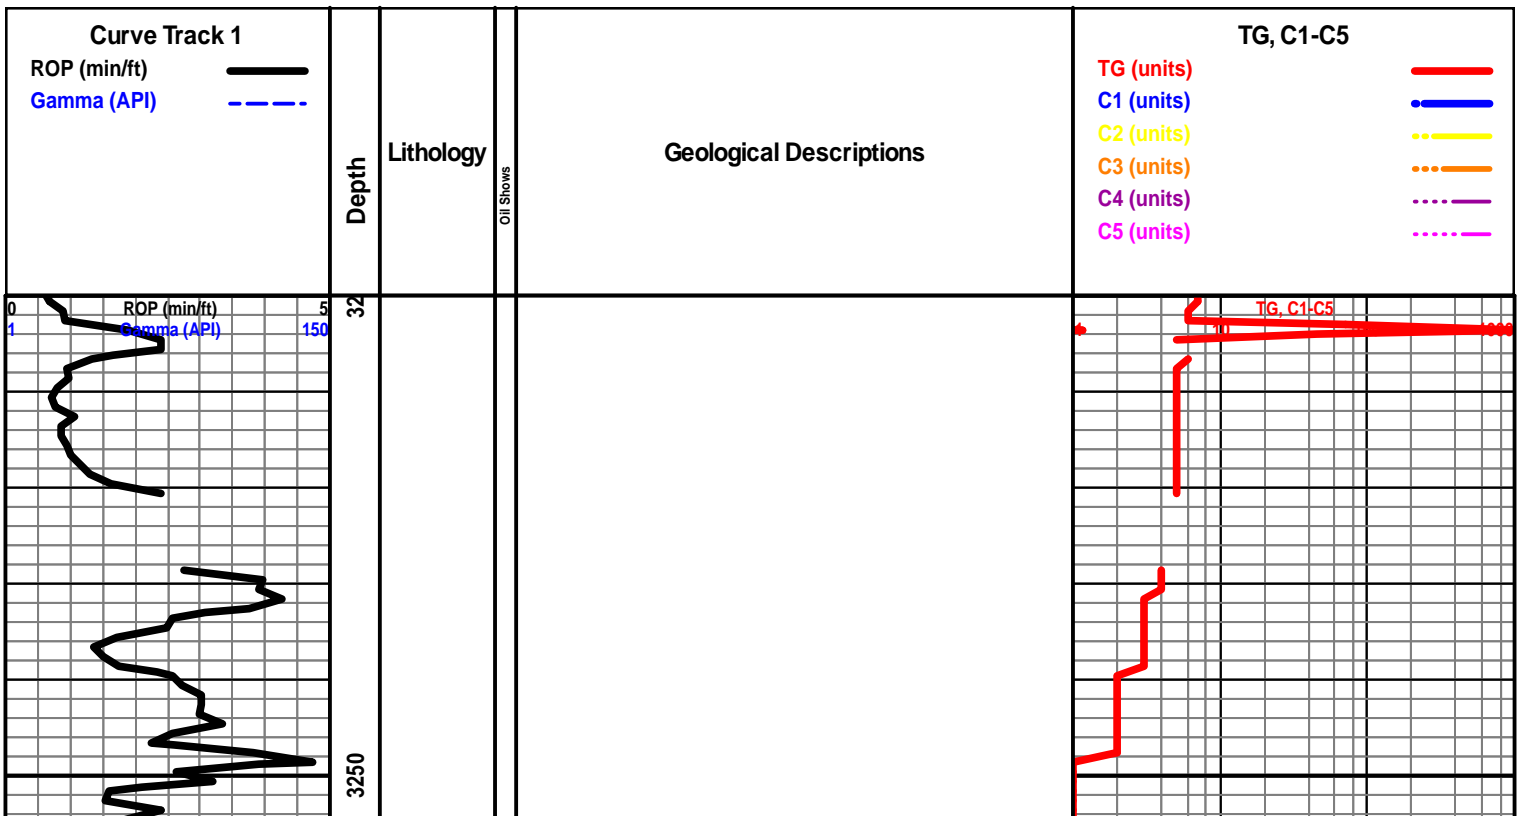 Curve Track 1
ROP (min/ft)
Gamma (API)
Depth
Lithology
Oil Shows
Geological Descriptions
TG, C1-C5
TG (units)
C1 (units)
C2 (units)
C3 (units)
C4 (units)
C5 (units)
0 ROP (min/ft) 5
1 Gamma (API) 150
32
TG, C1-C5
10 1000
3250